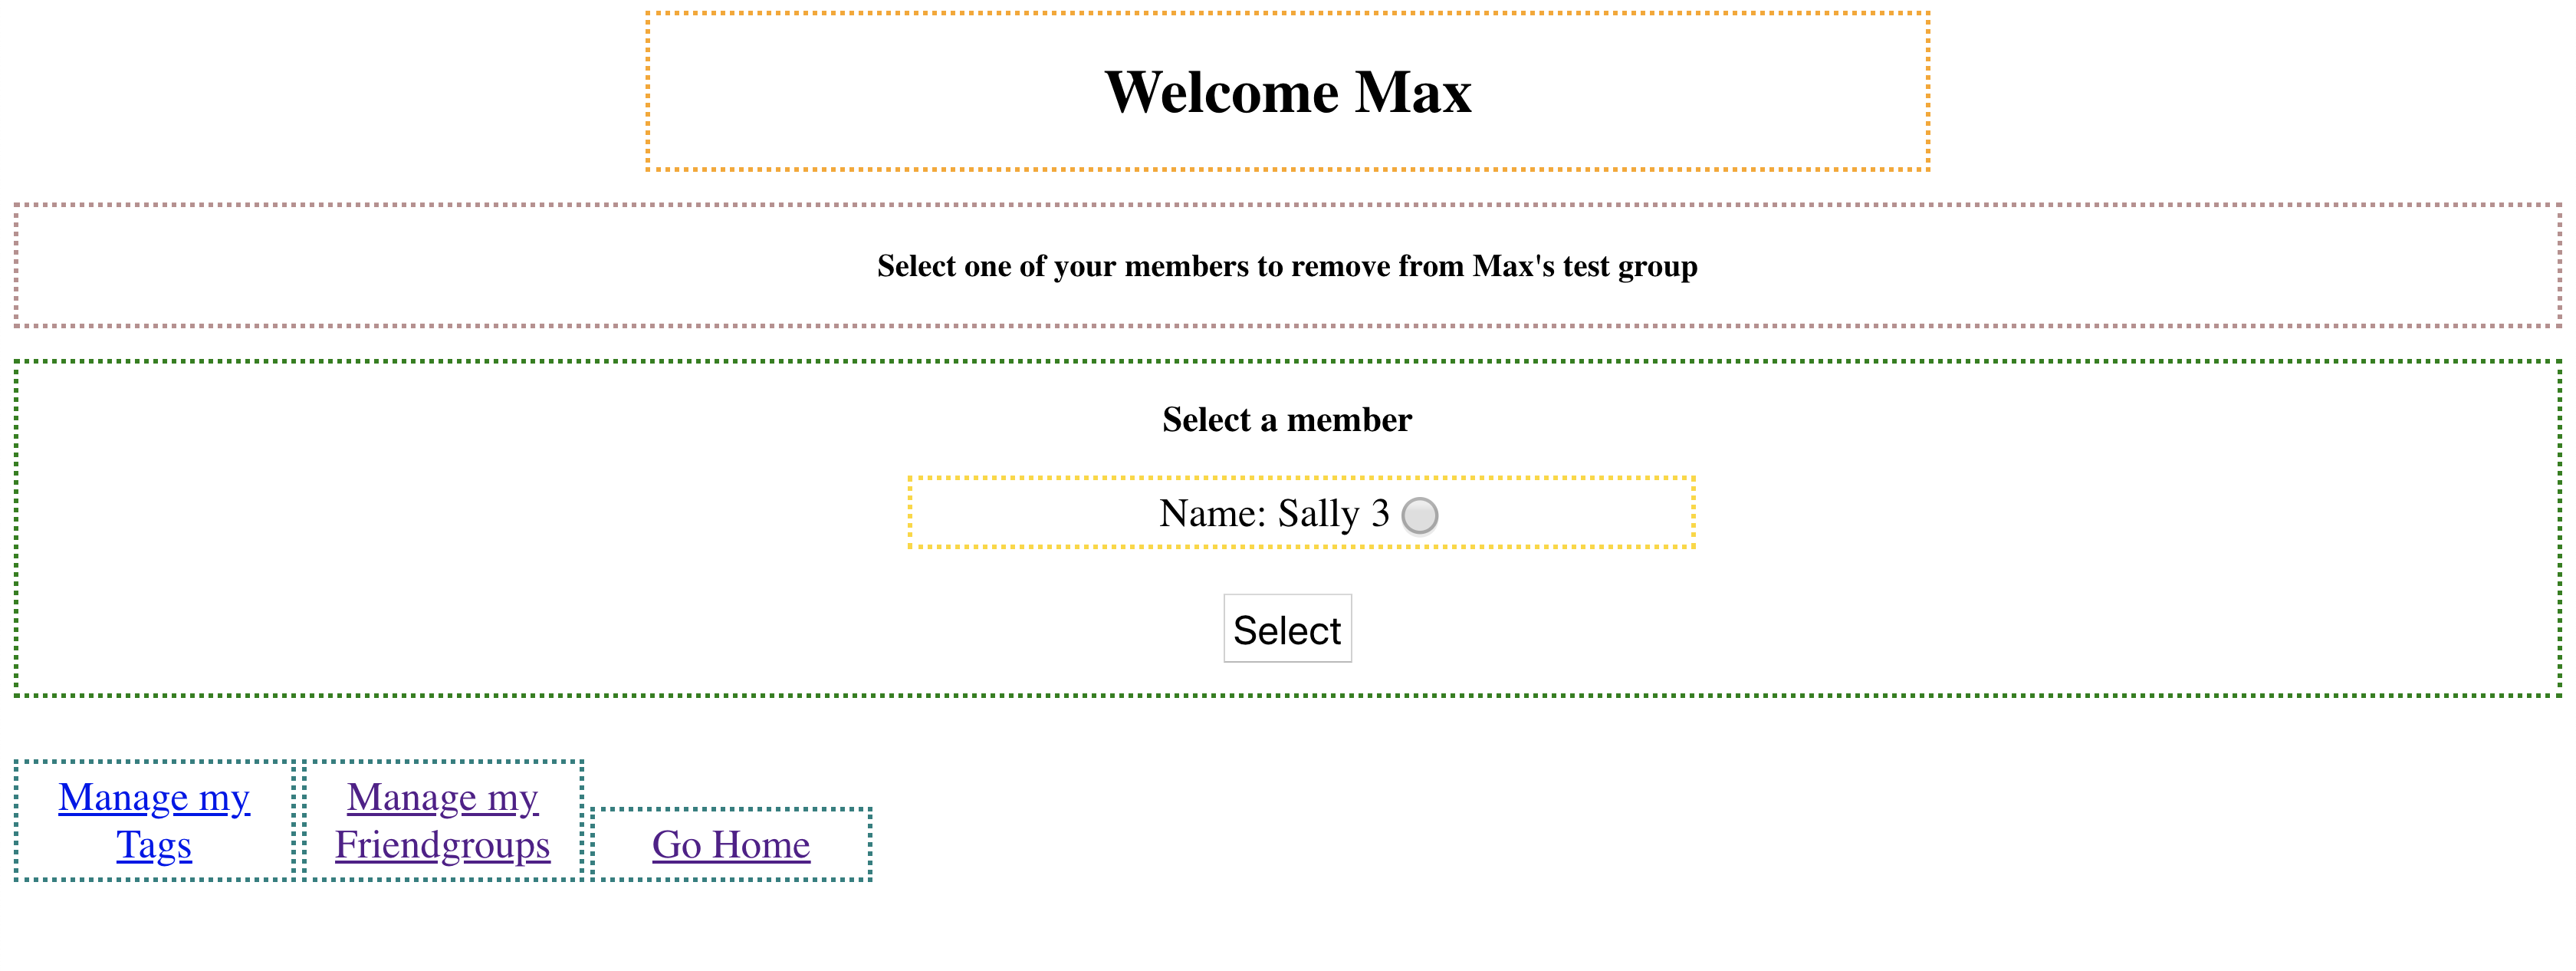 Welcome Max
Select one of your members to remove from Max's test group
Select a member
Name: Sally 3
Select
Manage my
Tags
Manage my
Friendgroups
Go Home